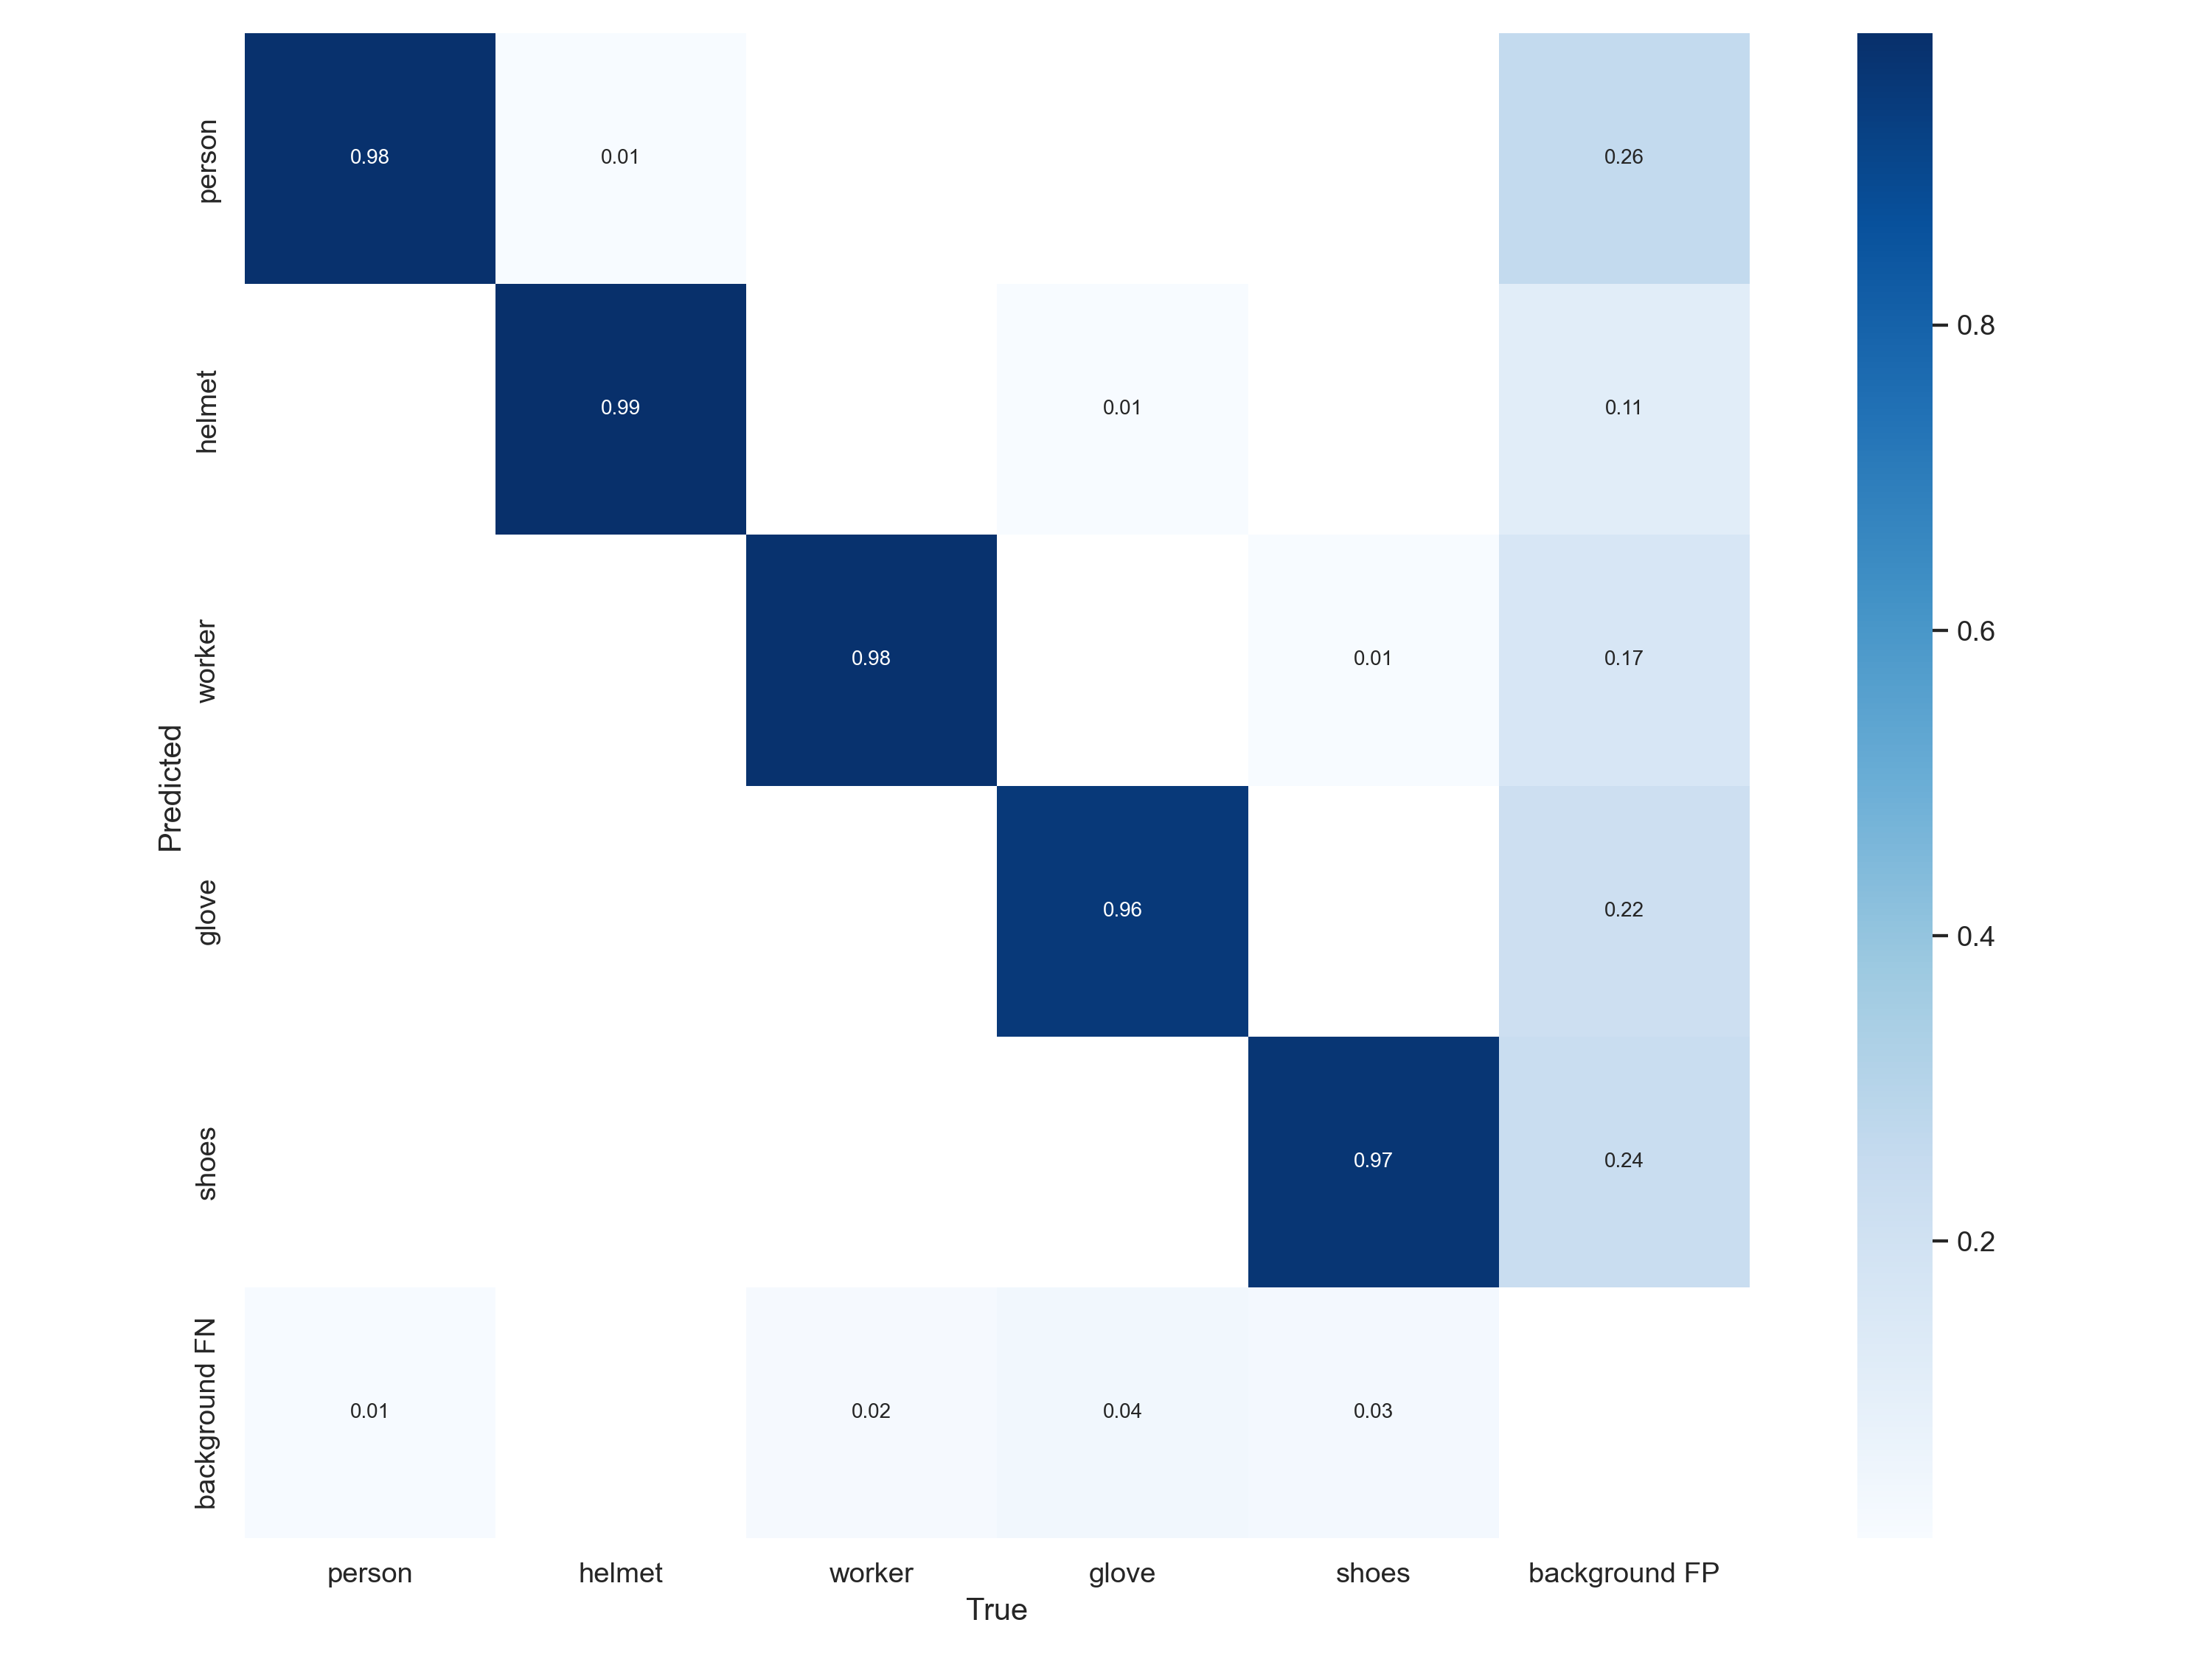 person
0.98
0.01
0.26
helmet
0.99
0.01
0.11
0.8
worker
0.98
0.01
0.17
0.6
Predicted
glove
0.96
0.22
0.4
shoes
0.97
0.24
0.2
background FN
0.01
0.02
0.04
0.03
person
helmet
worker
glove
shoes
background FP
True